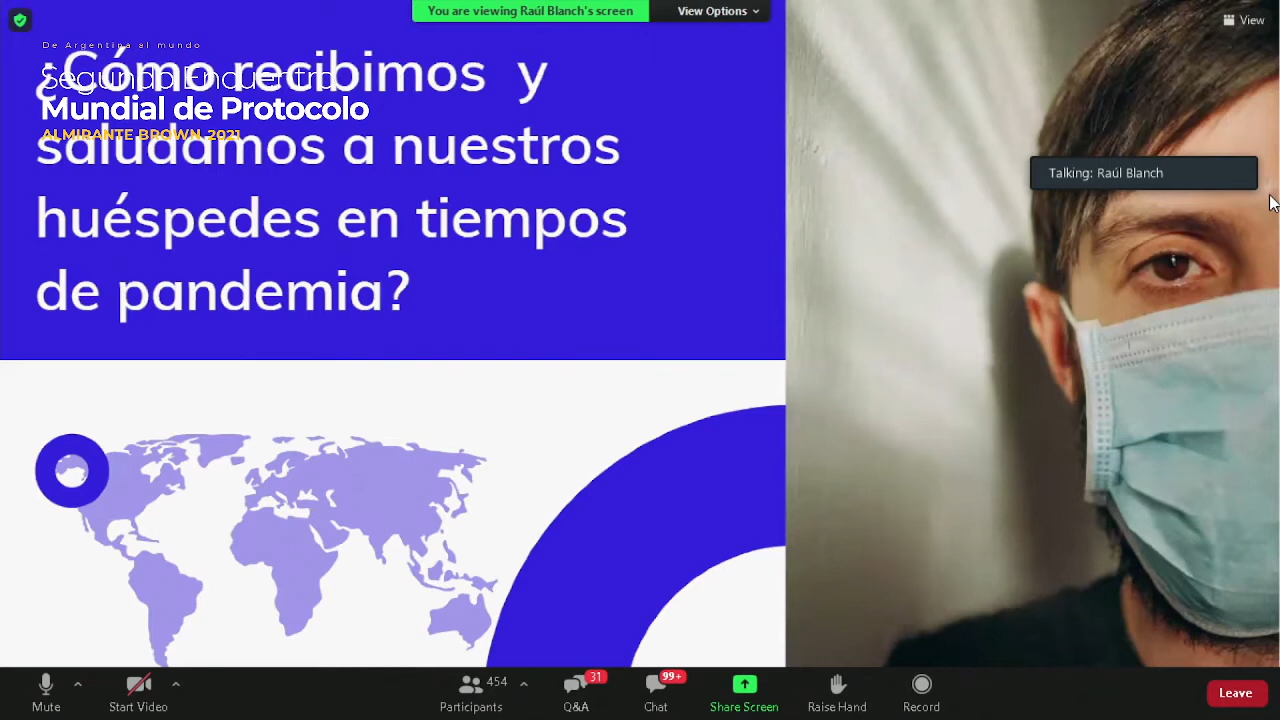 You are viewing Raúl Blanch's screen
View Options
View
De Argentina al mundo
¿Cómo recibimos y
Segundo Encuentro
Mundial de Protocolo
ALMIRANTE BROWN 2021
saludamos a nuestros
huéspedes en tiempos
de pandemia?
Talking: Raúl Blanch
454
31
99+
Mute
Start Video
Participants
Q&A
Chat
Share Screen
Raise Hand
Record
Leave